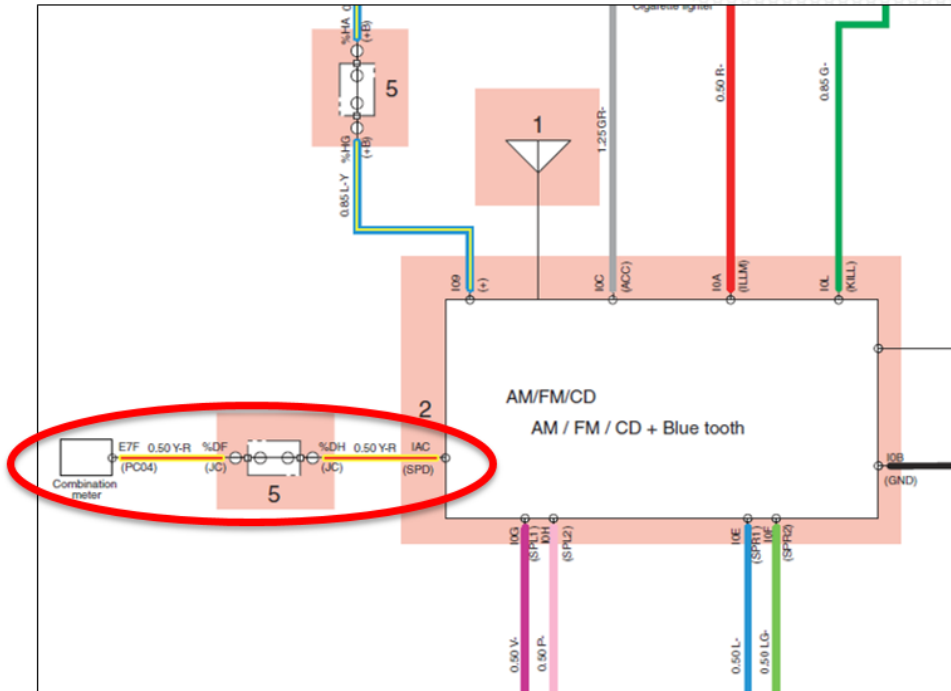 Cigarette lighter
%HA
(+B)
5
%HG
(+B)
0.85 L-Y
1
1.25 GR-
0.50 R-
0.85 G-
I09
(+)
I0C
(ACC)
I0A
(ILLM)
I0L
(KILL)
2
AM/FM/CD
AM / FM / CD + Blue tooth
E7F
0.50 Y-R
%DF
%DH
0.50 Y-R
IAC
(PC04)
(JC)
(JC)
(SPD)
Combination
meter
5
I0B
(GND)
I0G
(SPL1)
I0H
(SPL2)
I0E
(SPR1)
I0F
(SPR2)
0.50 V-
0.50 P-
0.50 L-
0.50 LG-